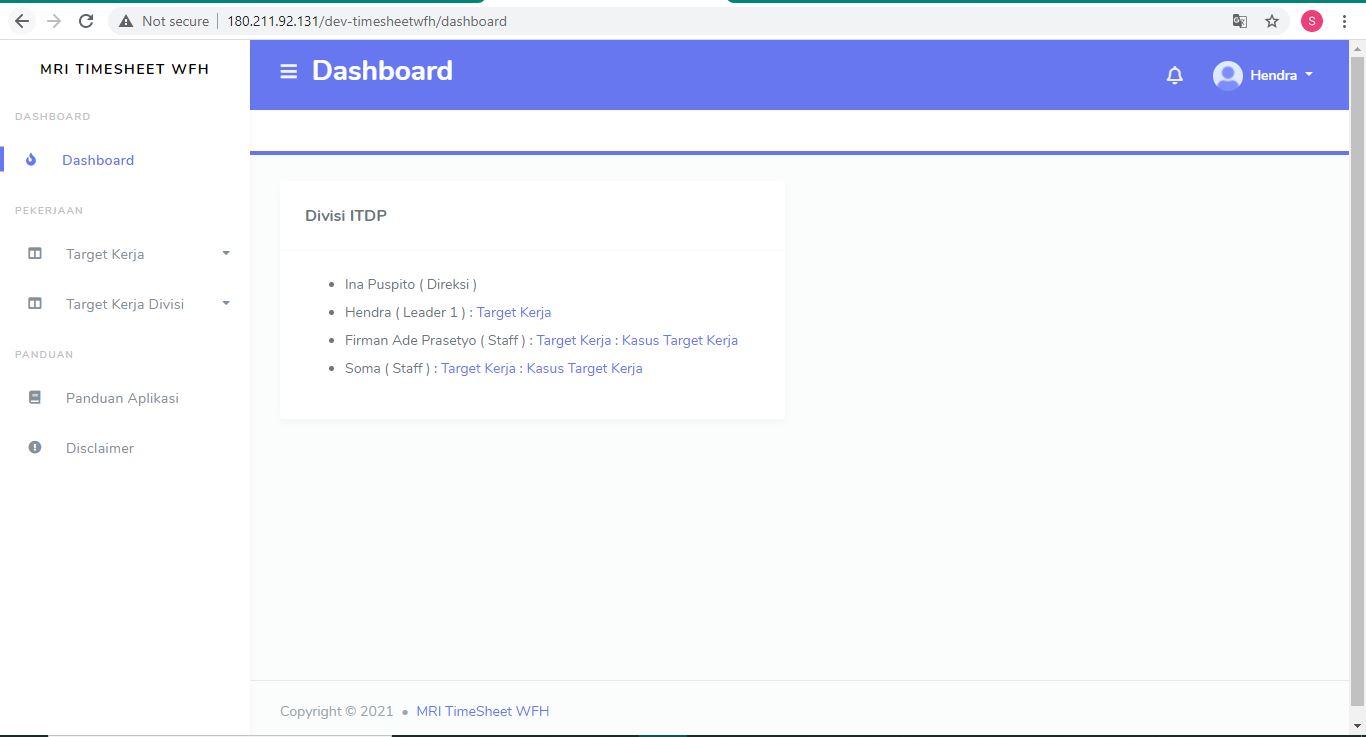 Not secure | 180.211.92.131/dev-timesheetwfh/dashboard S
MRI TIMESHEET WFH
DASHBOARD
Dashboard
PEKERJAAN
Target Kerja
Target Kerja Divisi
PANDUAN
Panduan Aplikasi
Disclaimer
Dashboard
Hendra
Divisi ITDP
• Ina Puspito ( Direksi )
• Hendra ( Leader 1 ) : Target Kerja
• Firman Ade Prasetyo ( Staff ) : Target Kerja : Kasus Target Kerja
• Soma ( Staff ) : Target Kerja : Kasus Target Kerja
Copyright © 2021 • MRI TimeSheet WFH